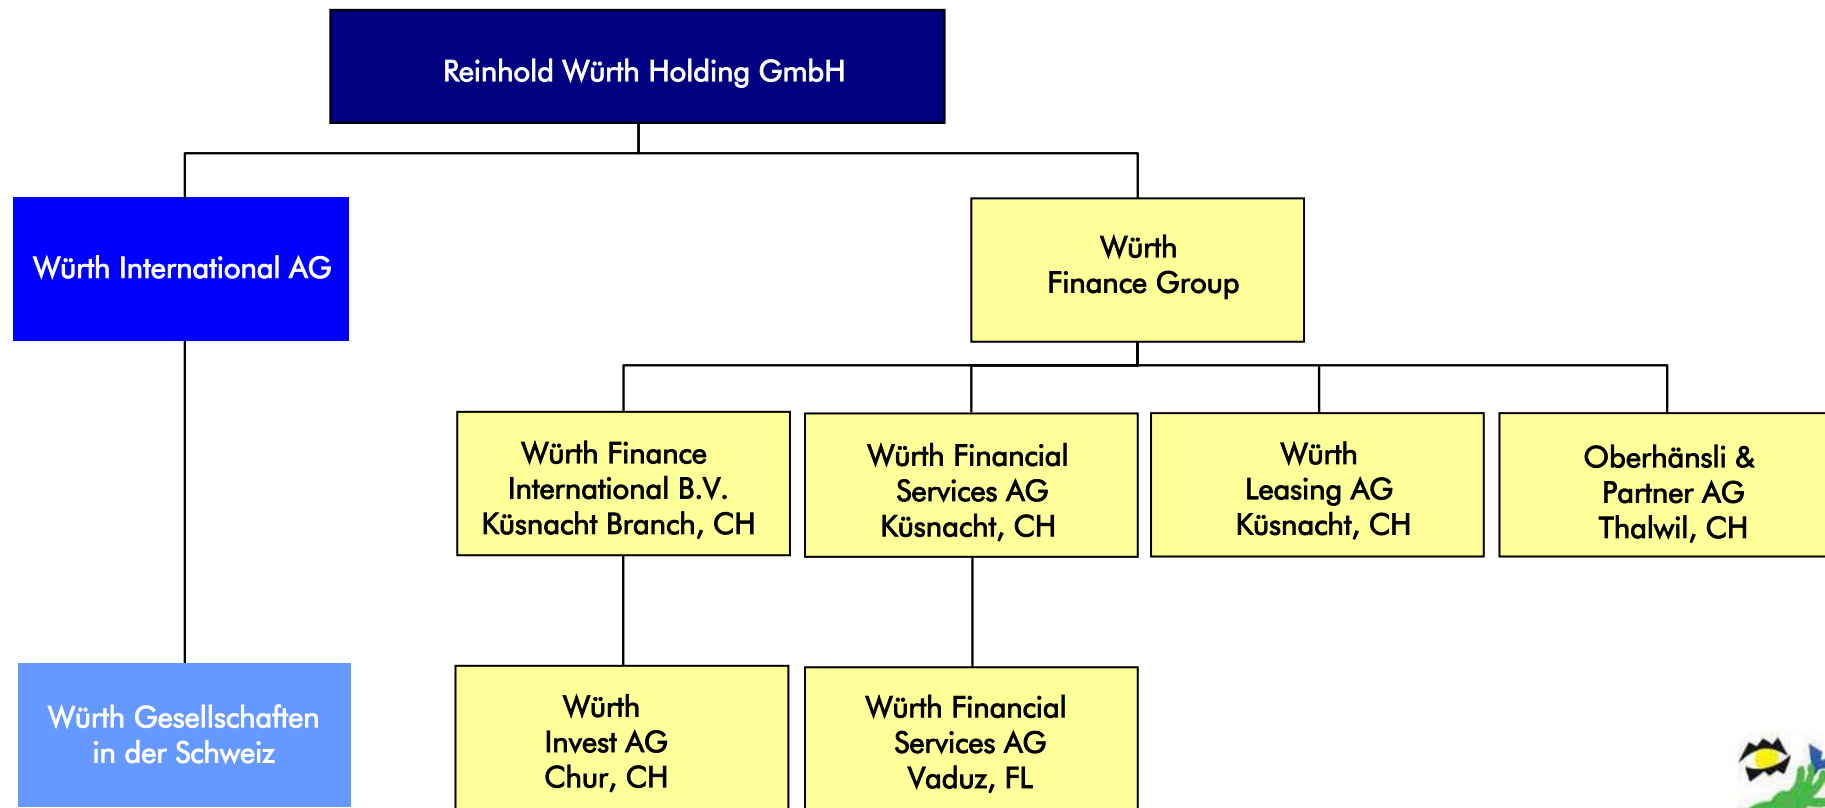 Reinhold Würth Holding GmbH
Würth International AG
Würth
Finance Group
Würth Finance
International B.V.
Küsnacht Branch, CH
Würth Financial
Services AG
Küsnacht, CH
Würth
Leasing AG
Küsnacht, CH
Oberhänsli &
Partner AG
Thalwil, CH
Würth Gesellschaften
in der Schweiz
Würth
Invest AG
Chur, CH
Würth Financial
Services AG
Vaduz, FL